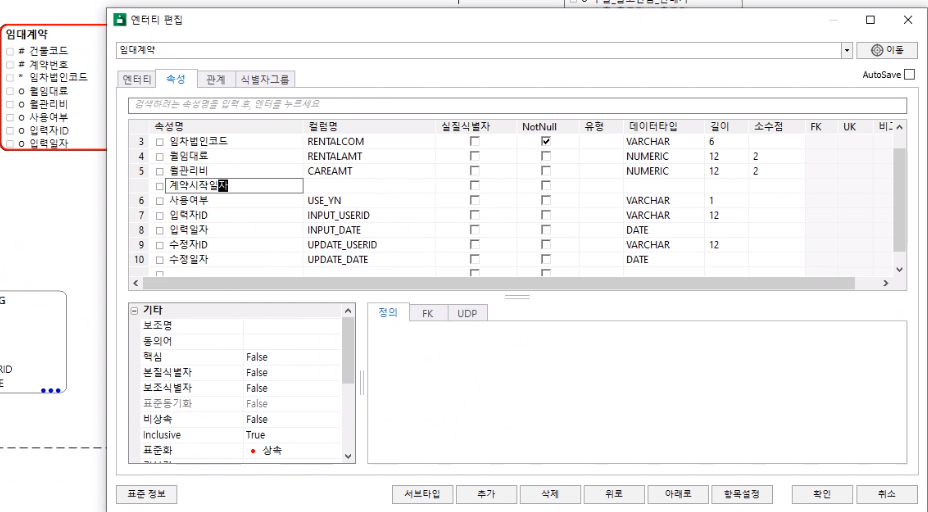 엔터티 편집
임대계약
이동
AutoSave
엔터티 속성 관계 식별자그룹
검색하려는 속성명을 입력 후, 엔터를 누르세요
속성명 컬럼명 실질식별자 NotNull 유형 데이터타입 길이 소수점 FK UK 비고
3 임차법인코드 RENTALCOM VARCHAR 6
4 월임대료 RENTALAMT NUMERIC 12 2
5 월관리비 CAREAMT NUMERIC 12 2
계약시작일자
6 사용여부 USE_YN VARCHAR 1
7 입력자ID INPUT_USERID VARCHAR 12
8 입력일자 INPUT_DATE DATE
9 수정자ID UPDATE_USERID VARCHAR 12
10 수정일자 UPDATE_DATE DATE
기타
보조명
동의어
핵심 False
본질식별자 False
보조식별자 False
표준동기화 False
비상속 False
Inclusive True
표준화 상속
정의 FK UDP
표준 정보 서브타입 추가 삭제 위로 아래로 항목설정 확인 취소
임대계약
# 건물코드
# 계약번호
* 임차법인코드
o 월임대료
o 월관리비
o 사용여부
o 입력자ID
o 입력일자
G
RID
E